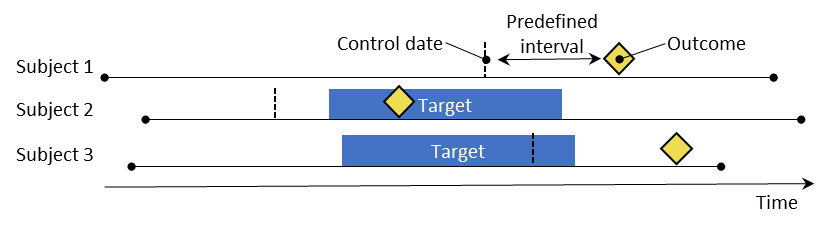 Predefined
interval
Control date
Outcome
Subject 1
Subject 2
Target
Subject 3
Target
Time